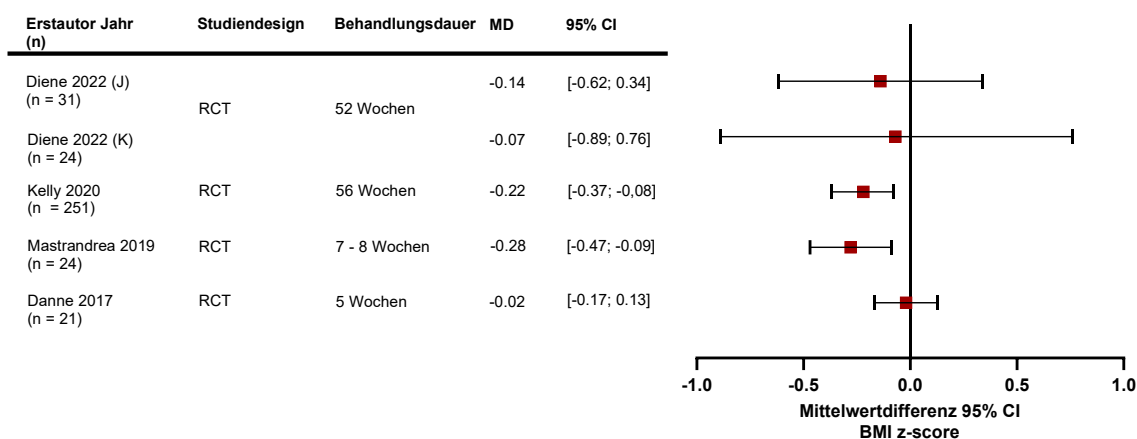 Erstautor Jahr (n) Studiendesign Behandlungsdauer MD 95% CI
Diene 2022 (J) -0.14 [-0.62; 0.34]
(n = 31)
RCT 52 Wochen
Diene 2022 (K) -0.07 [-0.89; 0.76]
(n = 24)
Kelly 2020 RCT 56 Wochen -0.22 [-0.37; -0,08]
(n = 251)
Mastrandrea 2019 RCT 7 - 8 Wochen -0.28 [-0.47; -0.09]
(n = 24)
Danne 2017 RCT 5 Wochen -0.02 [-0.17; 0.13]
(n = 21)
-1.0 -0.5 0.0 0.5 1.0
Mittelwertdifferenz 95% CI
BMI z-score